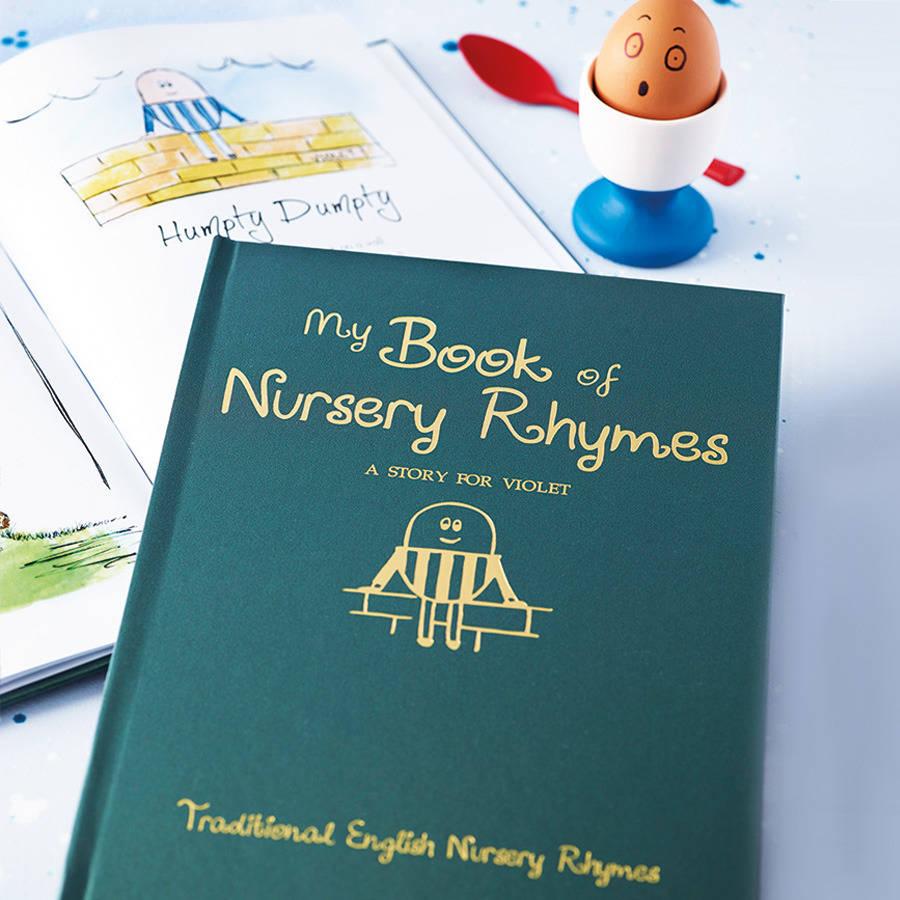 Humpty Dumpty
My Book of
Nursery Rhymes
A STORY FOR VIOLET
Traditional English Nursery Rhymes